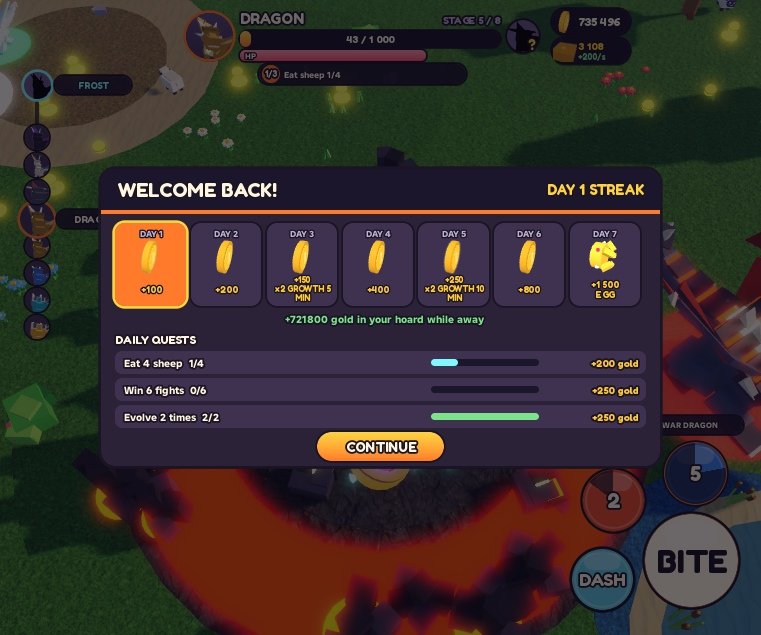 DRAGON
STAGE 5 / 8
43 / 1 000
HP
1/3 Eat sheep 1/4
?
735 496
3 108
+200/s
FROST
WELCOME BACK!
DAY 1 STREAK
DAY 1
+100
DAY 2
+200
DAY 3
+150
x2 GROWTH 5
MIN
DAY 4
+400
DAY 5
+250
x2 GROWTH 10
MIN
DAY 6
+800
DAY 7
+1 500
EGG
+721800 gold in your hoard while away
DAILY QUESTS
Eat 4 sheep 1/4
+200 gold
Win 6 fights 0/6
+250 gold
Evolve 2 times 2/2
+250 gold
CONTINUE
DRAG
WAR DRAGON
2
5
DASH
BITE